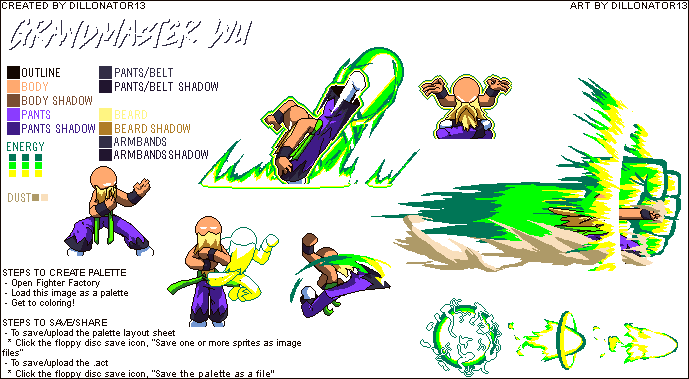 CREATED BY DILLONATOR13
ART BY DILLONATOR13
GRANDMASTER WU
OUTLINE
BODY
BODY SHADOW
PANTS
PANTS SHADOW
PANTS/BELT
PANTS/BELT SHADOW
BEARD
BEARD SHADOW
ARMBANDS
ARMBANDS SHADOW
ENERGY
DUST
STEPS TO CREATE PALETTE
- Open Fighter Factory
- Load this image as a palette
- Get to coloring!
STEPS TO SAVE/SHARE
- To save/upload the palette layout sheet
* Click the floppy disc save icon, "Save one or more sprites as image
files"
- To save/upload the .act
* Click the floppy disc save icon, "Save the palette as a file"